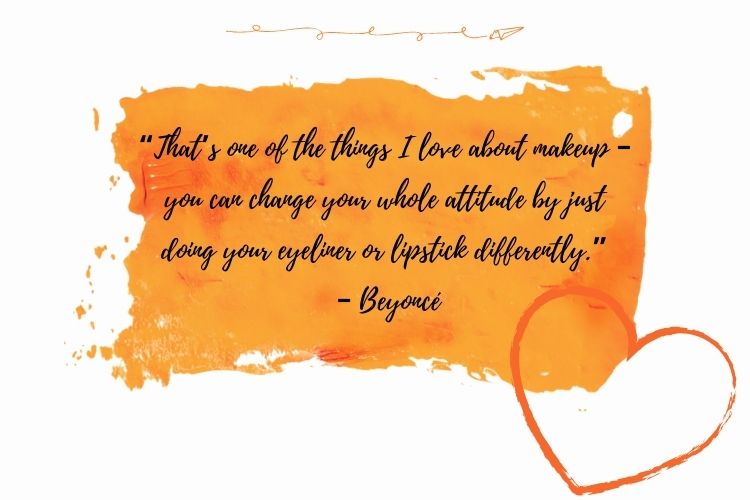 “That’s one of the things I love about makeup –
you can change your whole attitude by just
doing your eyeliner or lipstick differently.”
– Beyoncé